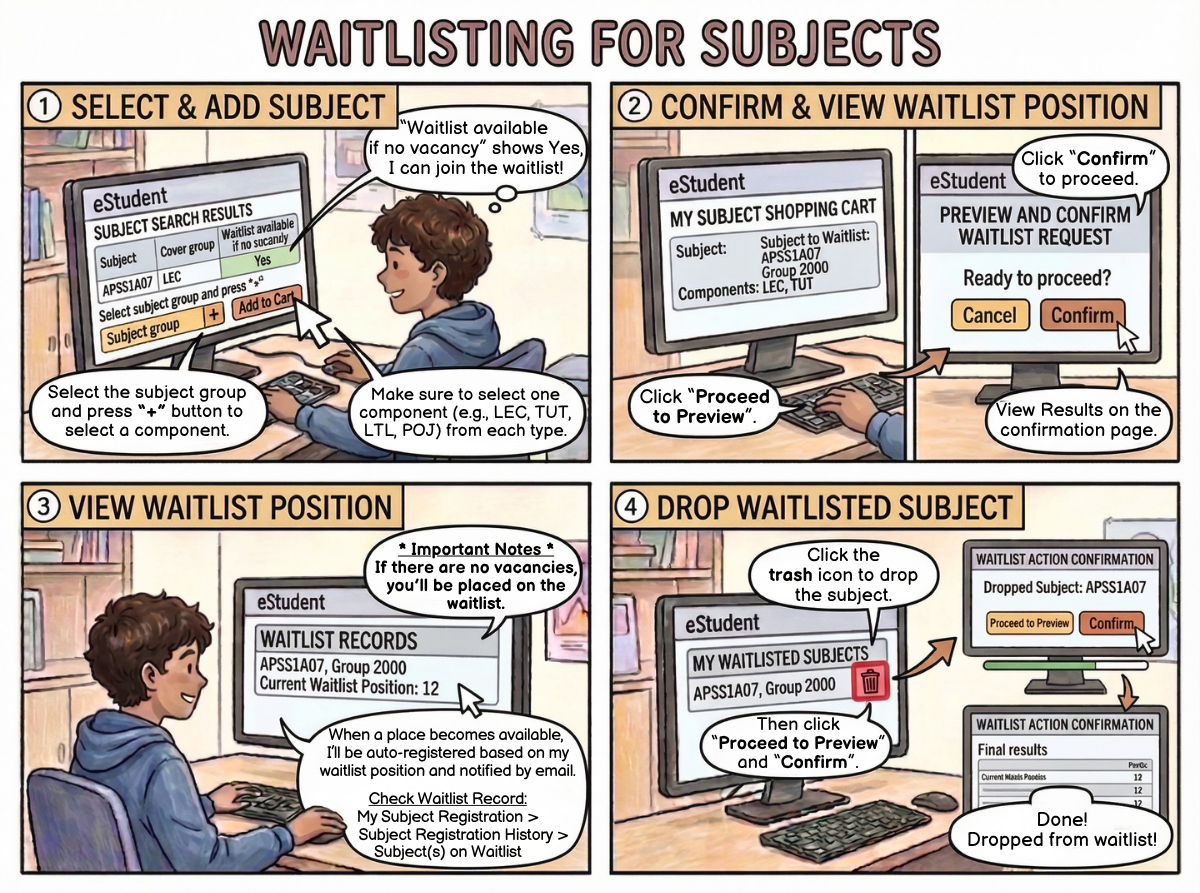 WAITLISTING FOR SUBJECTS
1 SELECT & ADD SUBJECT
"Waitlist available
if no vacancy" shows Yes,
I can join the waitlist!
eStudent
SUBJECT SEARCH RESULTS
Subject
Cover group
Waitlist available
if no sucandy
APSS1A07
LEC
Yes
Select subject group and press "+"
Subject group
+
Add to Cart
Select the subject group
and press "+" button to
select a component.
Make sure to select one
component (e.g., LEC, TUT,
LTL, POJ) from each type.
2 CONFIRM & VIEW WAITLIST POSITION
eStudent
MY SUBJECT SHOPPING CART
Subject: Subject to Waitlist:
APSS1A07
Group 2000
Components: LEC, TUT
Click "Proceed
to Preview".
eStudent
Click "Confirm"
to proceed.
PREVIEW AND CONFIRM
WAITLIST REQUEST
Ready to proceed?
Cancel
Confirm
View Results on the
confirmation page.
3 VIEW WAITLIST POSITION
* Important Notes *
If there are no vacancies,
you'll be placed on the
waitlist.
eStudent
WAITLIST RECORDS
APSS1A07, Group 2000
Current Waitlist Position: 12
When a place becomes available,
I'll be auto-registered based on my
waitlist position and notified by email.
Check Waitlist Record:
My Subject Registration >
Subject Registration History >
Subject(s) on Waitlist
4 DROP WAITLISTED SUBJECT
Click the
trash icon to drop
the subject.
eStudent
MY WAITLISTED SUBJECTS
APSS1A07, Group 2000
Then click
"Proceed to Preview"
and "Confirm".
WAITLIST ACTION CONFIRMATION
Dropped Subject: APSS1A07
Proceed to Preview
Confirm
WAITLIST ACTION CONFIRMATION
Final results
Current
12
12
12
Done!
Dropped from waitlist!